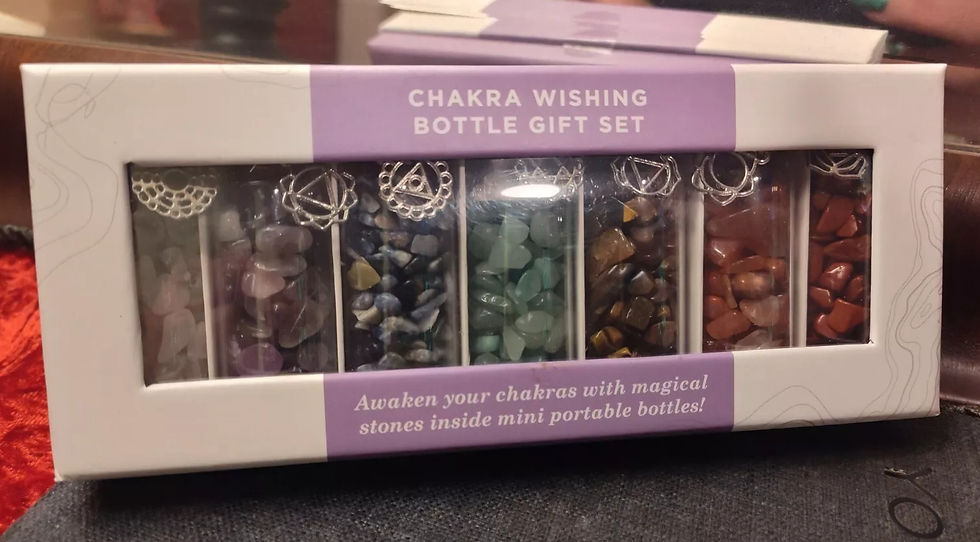 CHAKRA WISHING
BOTTLE GIFT SET
Awaken your chakras with magical
stones inside mini portable bottles!